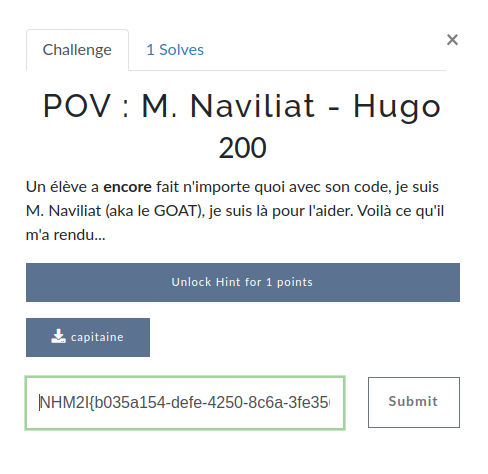 Challenge
1 Solves
×
POV : M. Naviliat - Hugo
200
Un élève a encore fait n'importe quoi avec son code, je suis
M. Naviliat (aka le GOAT), je suis là pour l'aider. Voilà ce qu'il
m'a rendu...
Unlock Hint for 1 points
capitaine
NHM2I{b035a154-defe-4250-8c6a-3fe356
Submit